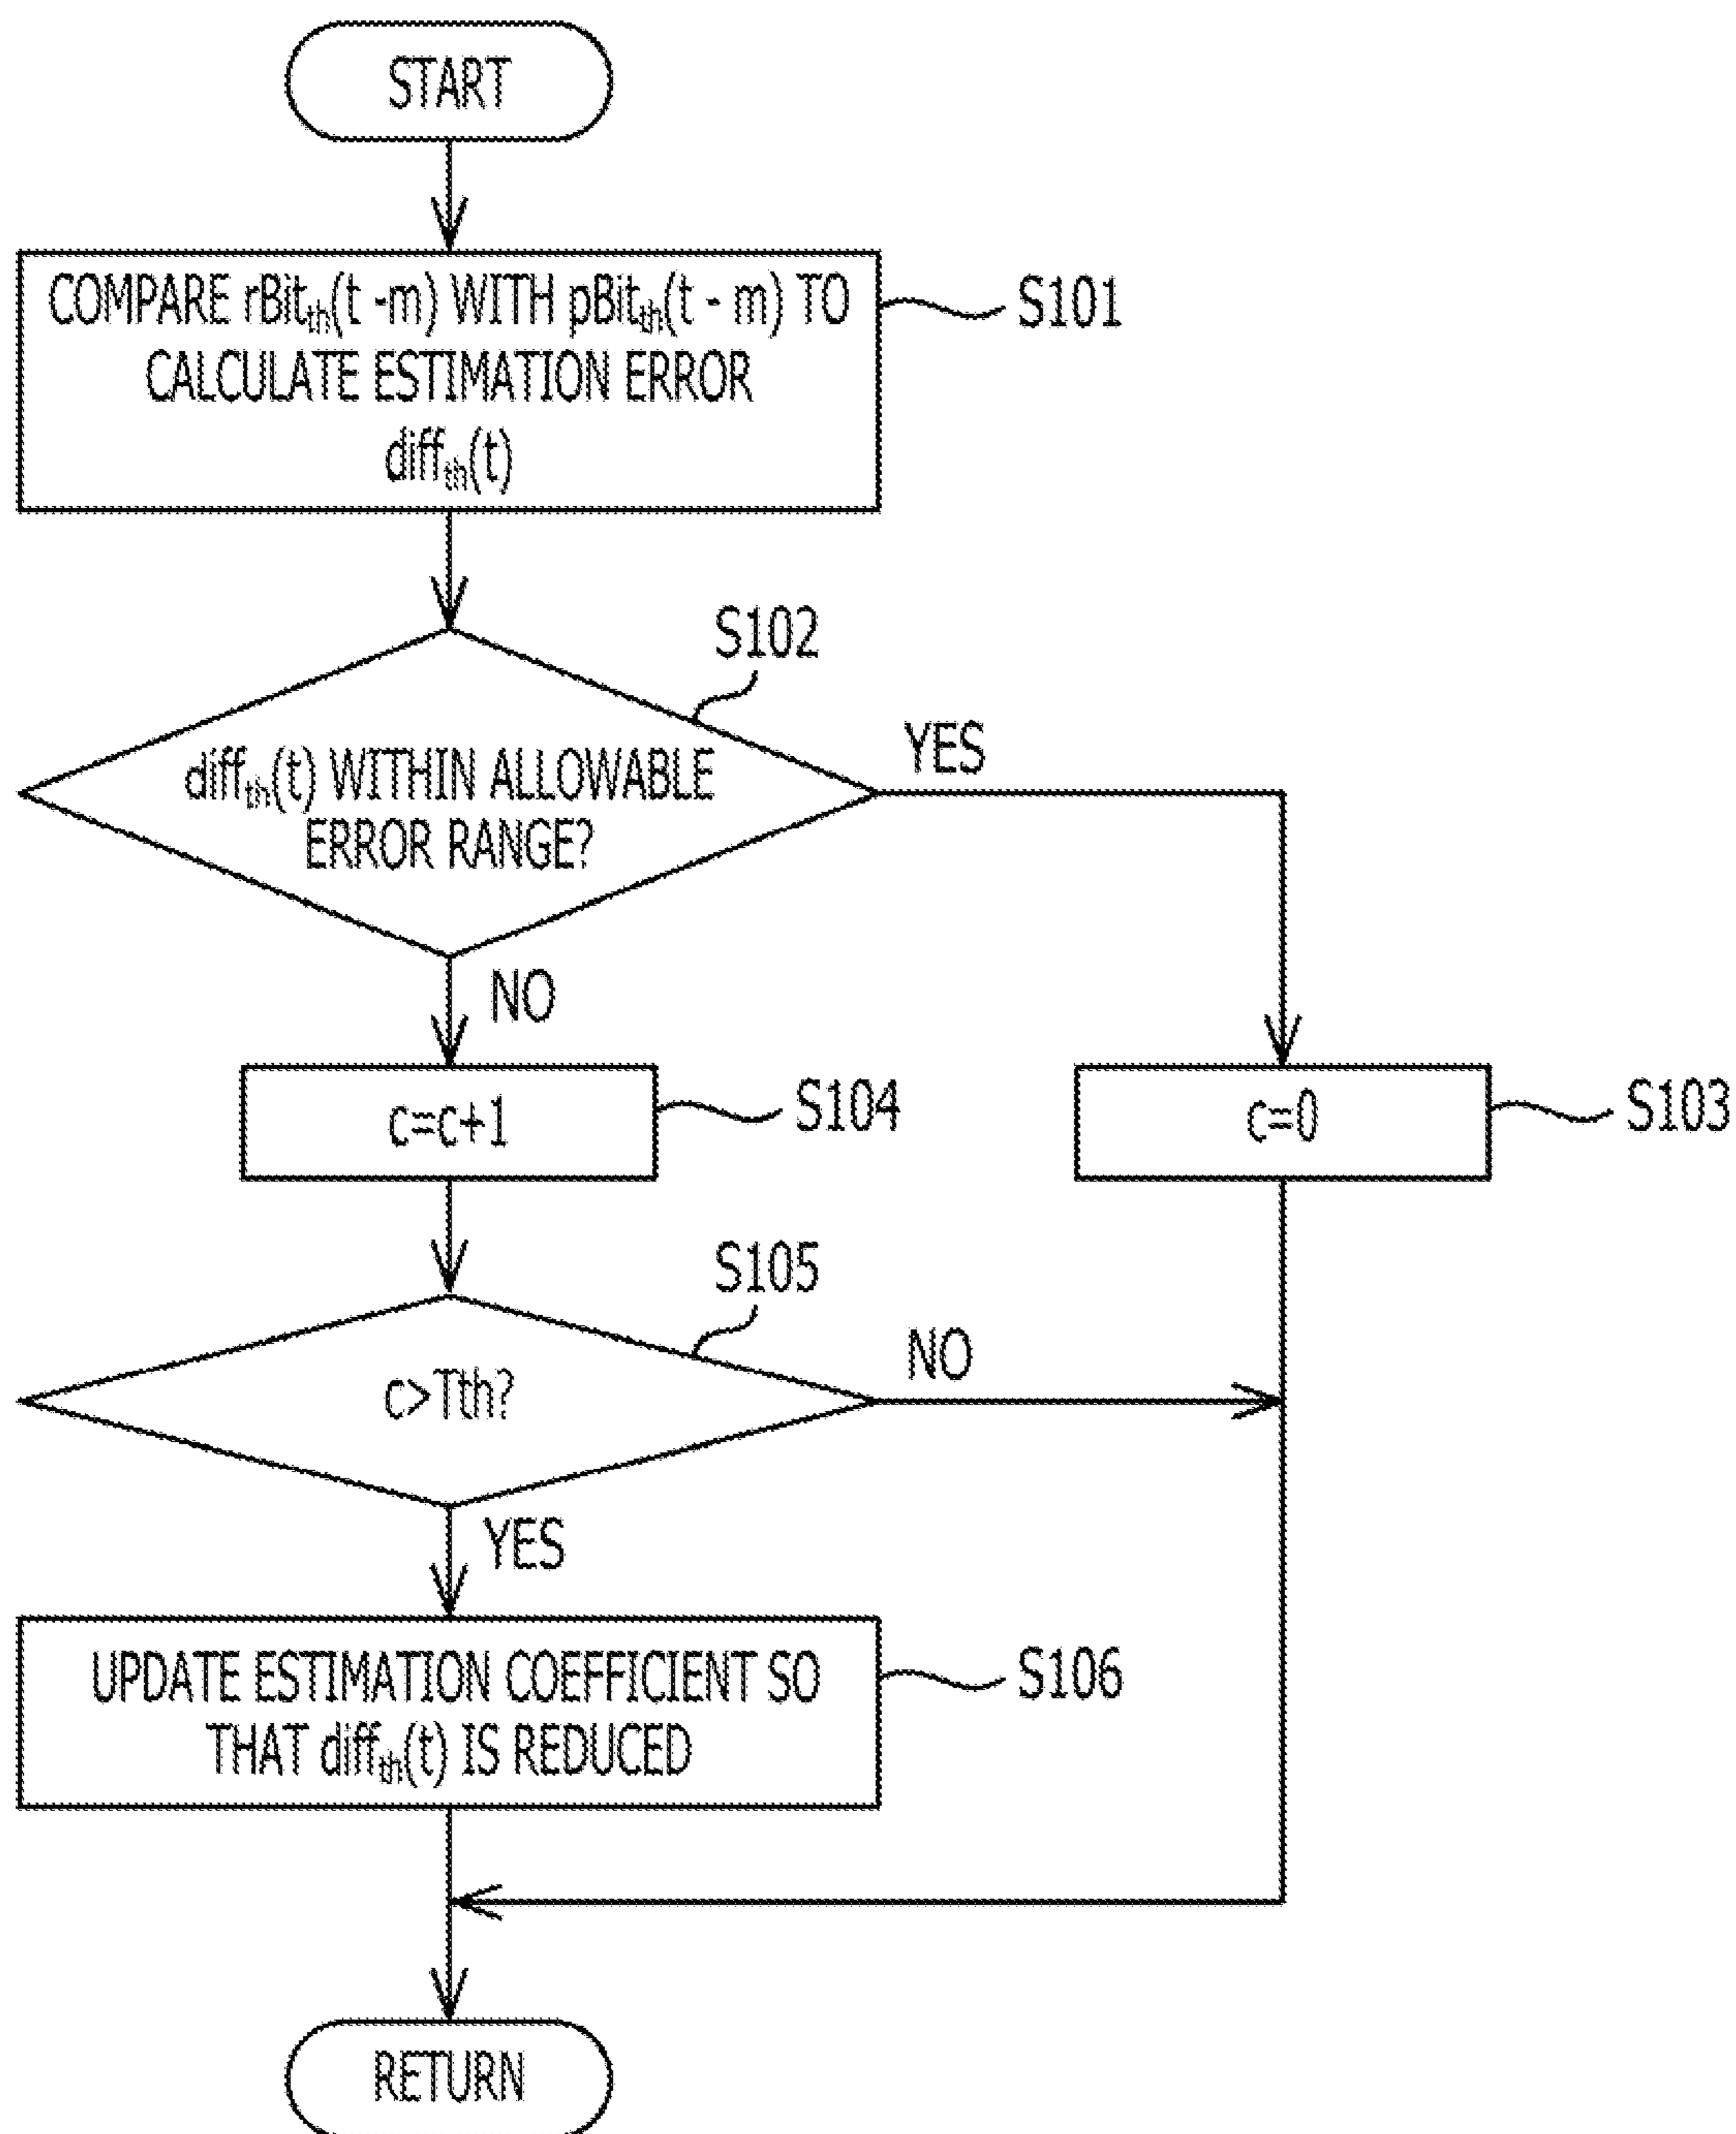 START
COMPARE rBitth(t -m) WITH pBitth(t - m) TO
CALCULATE ESTIMATION ERROR
diffth(t)
S101
S102
diffth(t) WITHIN ALLOWABLE
ERROR RANGE?
YES
NO
c=c+1
S104
c=0
S103
S105
c>Tth?
NO
YES
UPDATE ESTIMATION COEFFICIENT SO
THAT diffth(t) IS REDUCED
S106
RETURN